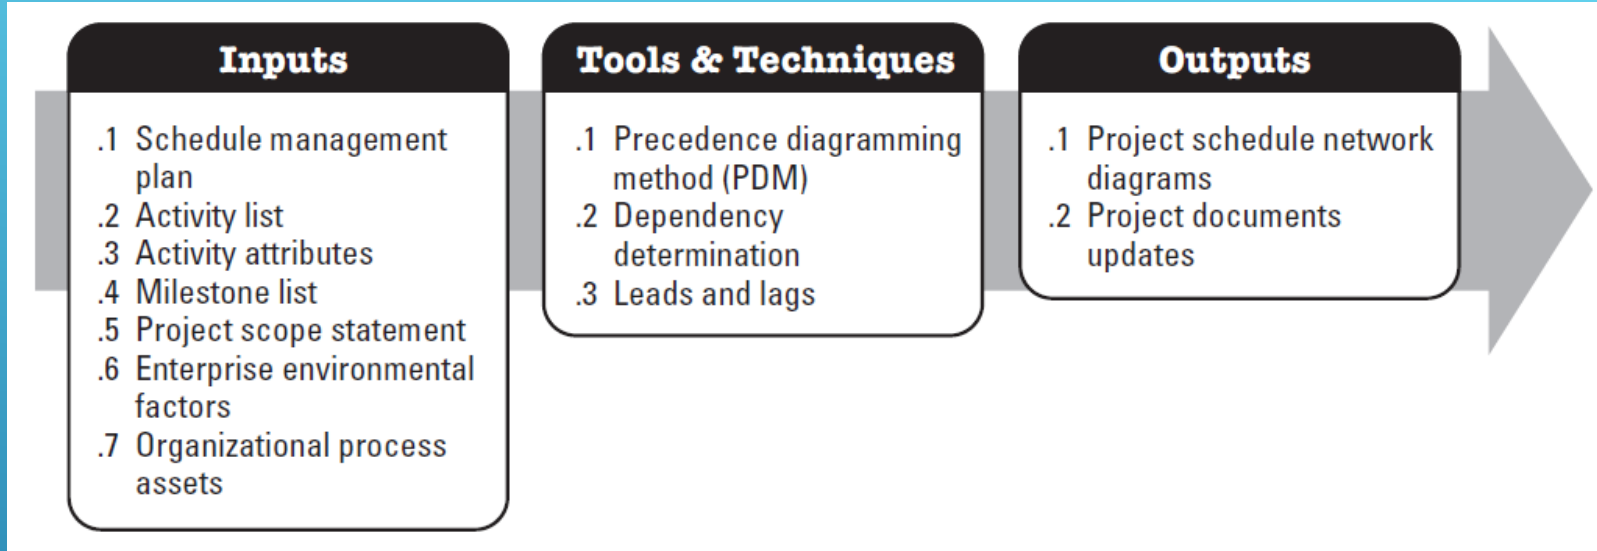 Inputs
.1 Schedule management
plan
.2 Activity list
.3 Activity attributes
.4 Milestone list
.5 Project scope statement
.6 Enterprise environmental
factors
.7 Organizational process
assets
Tools & Techniques
.1 Precedence diagramming
method (PDM)
.2 Dependency
determination
.3 Leads and lags
Outputs
.1 Project schedule network
diagrams
.2 Project documents
updates